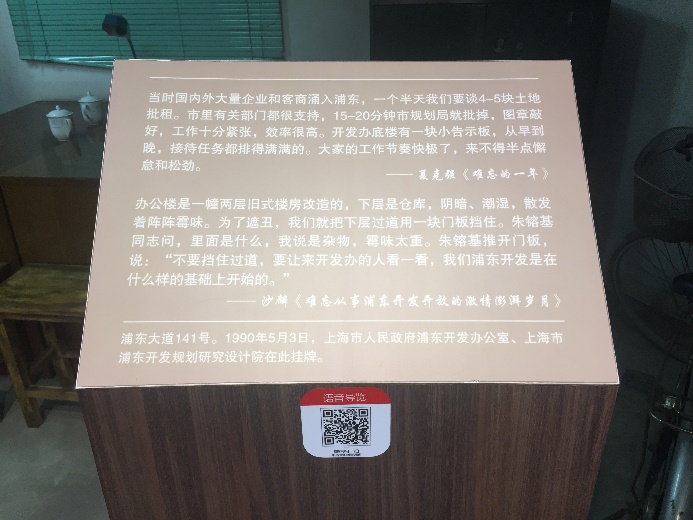 当时国内外大量企业和客商涌入浦东，一个半天我们要谈4-5块土地
批租。市里有关部门都很支持，15-20分钟市规划局就批掉，图章敲
好，工作十分紧张，效率很高。开发办底楼有一块小告示板，从早到
晚，接待任务都排得满满的。大家的工作节奏快极了，来不得半点懈
怠和松劲。
——夏克强《难忘的一年》
办公楼是一幢两层旧式楼房改造的，下层是仓库，阴暗、潮湿，散发
着阵阵霉味。为了遮丑，我们就把下层过道用一块门板挡住。朱镕基
同志问，里面是什么，我说是杂物，霉味太重。朱镕基推开门板，
说：“不要挡住过道，要让来开发办的人看一看，我们浦东开发是在
什么样的基础上开始的。”
——沙麟《难忘从事浦东开发开放的激情澎湃岁月》
浦东大道141号。1990年5月3日，上海市人民政府浦东开发办公室、上海市
浦东开发规划研究设计院在此挂牌。
语音导览